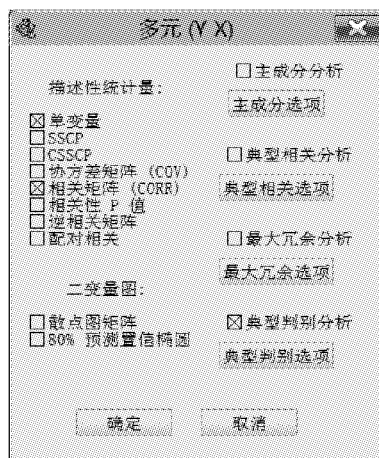 多元 (Y X)
描述性统计量:
单变量
SSCP
CSSCP
协方差矩阵 (COV)
相关矩阵 (CORR)
相关性 P 值
逆相关矩阵
配对相关
二变量图:
散点图矩阵
80% 预测置信椭圆
主成分分析
主成分选项
典型相关分析
典型相关选项
最大冗余分析
最大冗余选项
典型判别分析
典型判别选项
确定
取消